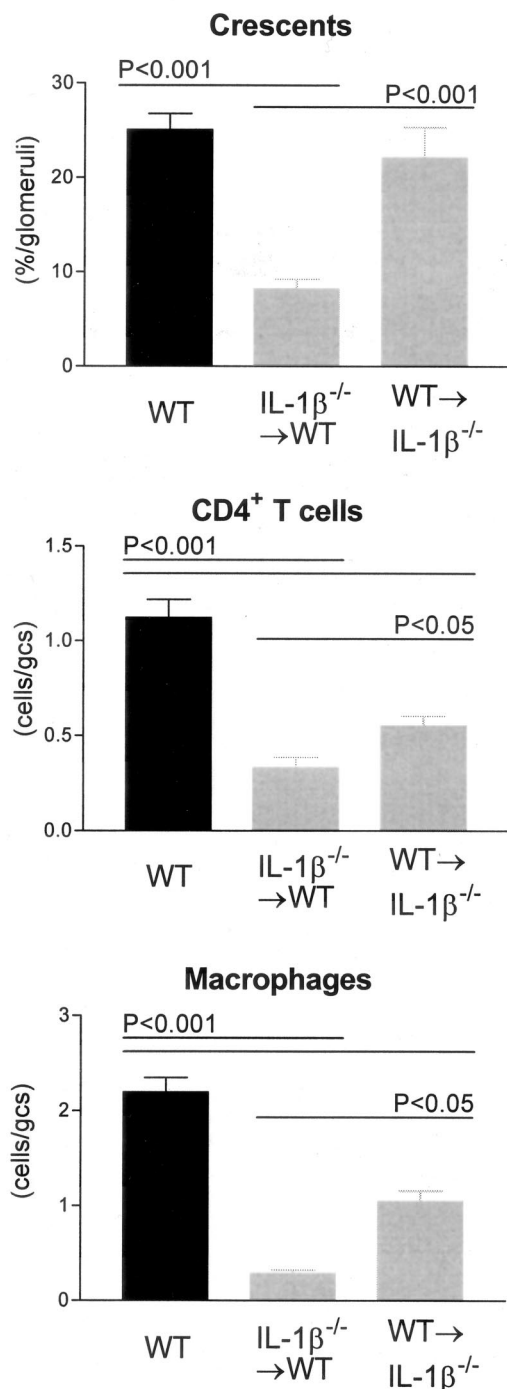 Crescents
P<0.001
P<0.001
30
20
10
0
(%/glomeruli)
WT
IL-1β⁻/⁻
→WT
WT→
IL-1β⁻/⁻
CD4⁺ T cells
P<0.001
P<0.05
1.5
1.0
0.5
0.0
(cells/gcs)
WT
IL-1β⁻/⁻
→WT
WT→
IL-1β⁻/⁻
Macrophages
P<0.001
P<0.05
3
2
1
0
(cells/gcs)
WT
IL-1β⁻/⁻
→WT
WT→
IL-1β⁻/⁻